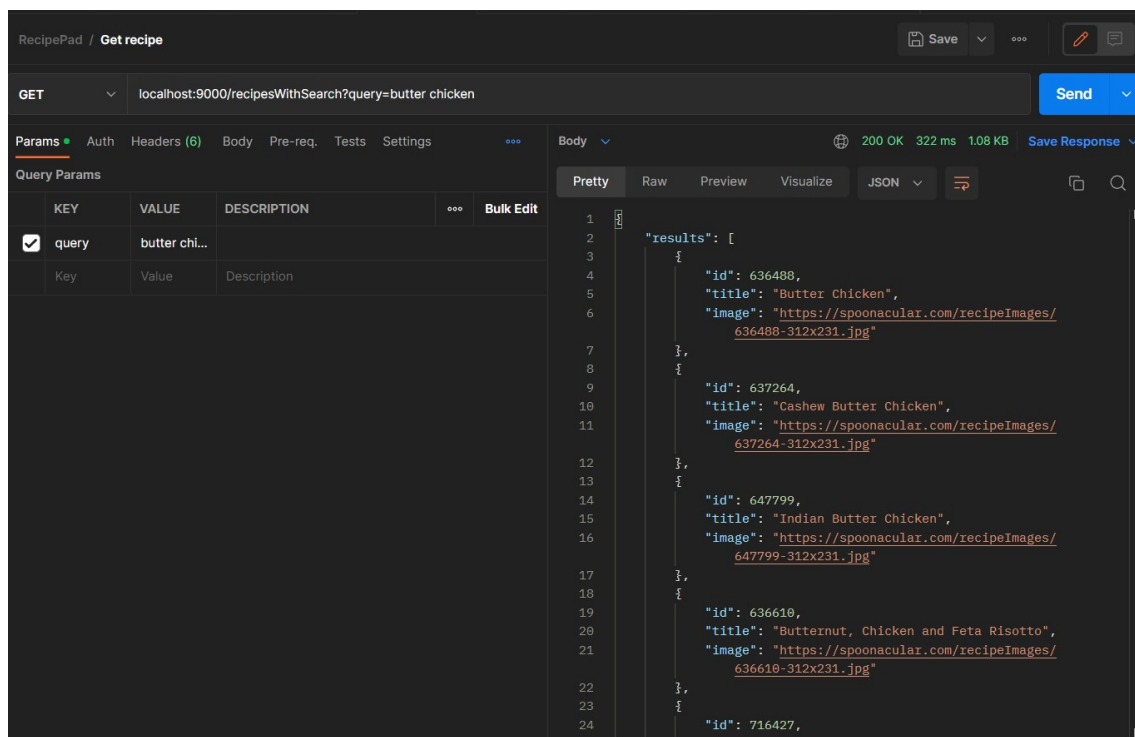 RecipePad / Get recipe
Save
GET
localhost:9000/recipesWithSearch?query=butter chicken
Send
Params Auth Headers (6) Body Pre-req. Tests Settings
Query Params
KEY VALUE DESCRIPTION Bulk Edit
query butter chi...
Key Value Description
Body 200 OK 322 ms 1.08 KB Save Response
Pretty Raw Preview Visualize JSON
1 {
2 "results": [
3 {
4 "id": 636488,
5 "title": "Butter Chicken",
6 "image": "https://spoonacular.com/recipeImages/
636488-312x231.jpg"
7 },
8 {
9 "id": 637264,
10 "title": "Cashew Butter Chicken",
11 "image": "https://spoonacular.com/recipeImages/
637264-312x231.jpg"
12 },
13 {
14 "id": 647799,
15 "title": "Indian Butter Chicken",
16 "image": "https://spoonacular.com/recipeImages/
647799-312x231.jpg"
17 },
18 {
19 "id": 636610,
20 "title": "Butternut, Chicken and Feta Risotto",
21 "image": "https://spoonacular.com/recipeImages/
636610-312x231.jpg"
22 },
23 {
24 "id": 716427,